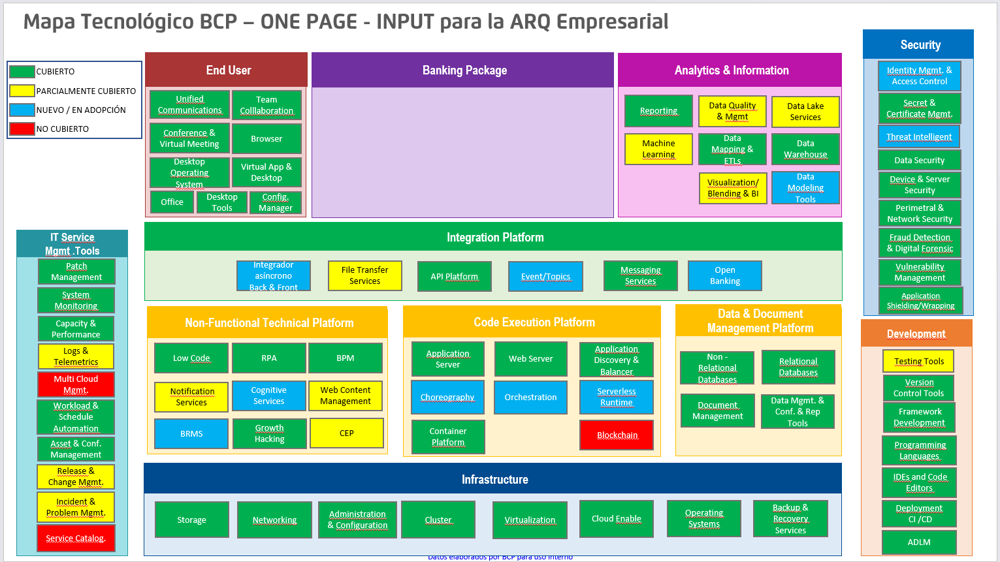 Mapa Tecnológico BCP – ONE PAGE - INPUT para la ARQ Empresarial
CUBIERTO
PARCIALMENTE CUBIERTO
NUEVO / EN ADOPCIÓN
NO CUBIERTO
End User
Unified
Communications
Team
Colllaboration
Conference &
Virtual Meeting
Browser
Desktop
Operating
System
Virtual App &
Desktop
Office
Desktop
Tools
Config.
Manager
Banking Package
Analytics & Information
Reporting
Data Quality
& Mgmt
Data Lake
Services
Machine
Learning
Data
Mapping &
ETLs
Data
Warehouse
Visualization/
Blending & BI
Data
Modeling
Tools
Security
Identity Mgmt. &
Access Control
Secret &
Certificate Mgmt.
Threat Intelligent
Data Security
Device & Server
Security
Perimetral &
Network Security
Fraud Detection
& Digital Forensic
Vulnerability
Management
Application
Shielding/Wrapping
IT Service
Mgmt .Tools
Patch
Management
System
Monitoring
Capacity &
Performance
Logs &
Telemetrics
Multi Cloud
Mgmt.
Workload &
Schedule
Automation
Asset & Conf.
Management
Release &
Change Mgmt.
Incident &
Problem Mgmt.
Service Catalog.
Integration Platform
Integrador
asíncrono
Back & Front
File Transfer
Services
API Platform
Event/Topics
Messaging
Services
Open
Banking
Non-Functional Technical Platform
Low Code
RPA
BPM
Notification
Services
Cognitive
Services
Web Content
Management
BRMS
Growth
Hacking
CEP
Code Execution Platform
Application
Server
Web Server
Application
Discovery &
Balancer
Choreography
Orchestration
Serverless
Runtime
Container
Platform
Blockchain
Data & Document
Management Platform
Non -
Relational
Databases
Relational
Databases
Document
Management
Data Mgmt. &
Conf. & Rep
Tools
Development
Testing Tools
Version
Control Tools
Framework
Development
Programming
Languages
IDEs and Code
Editors
Deployment
CI /CD
ADLM
Infrastructure
Storage
Networking
Administration
& Configuration
Cluster
Virtualization
Cloud Enable
Operating
Systems
Backup &
Recovery
Services
Datos elaborados por BCP para uso interno